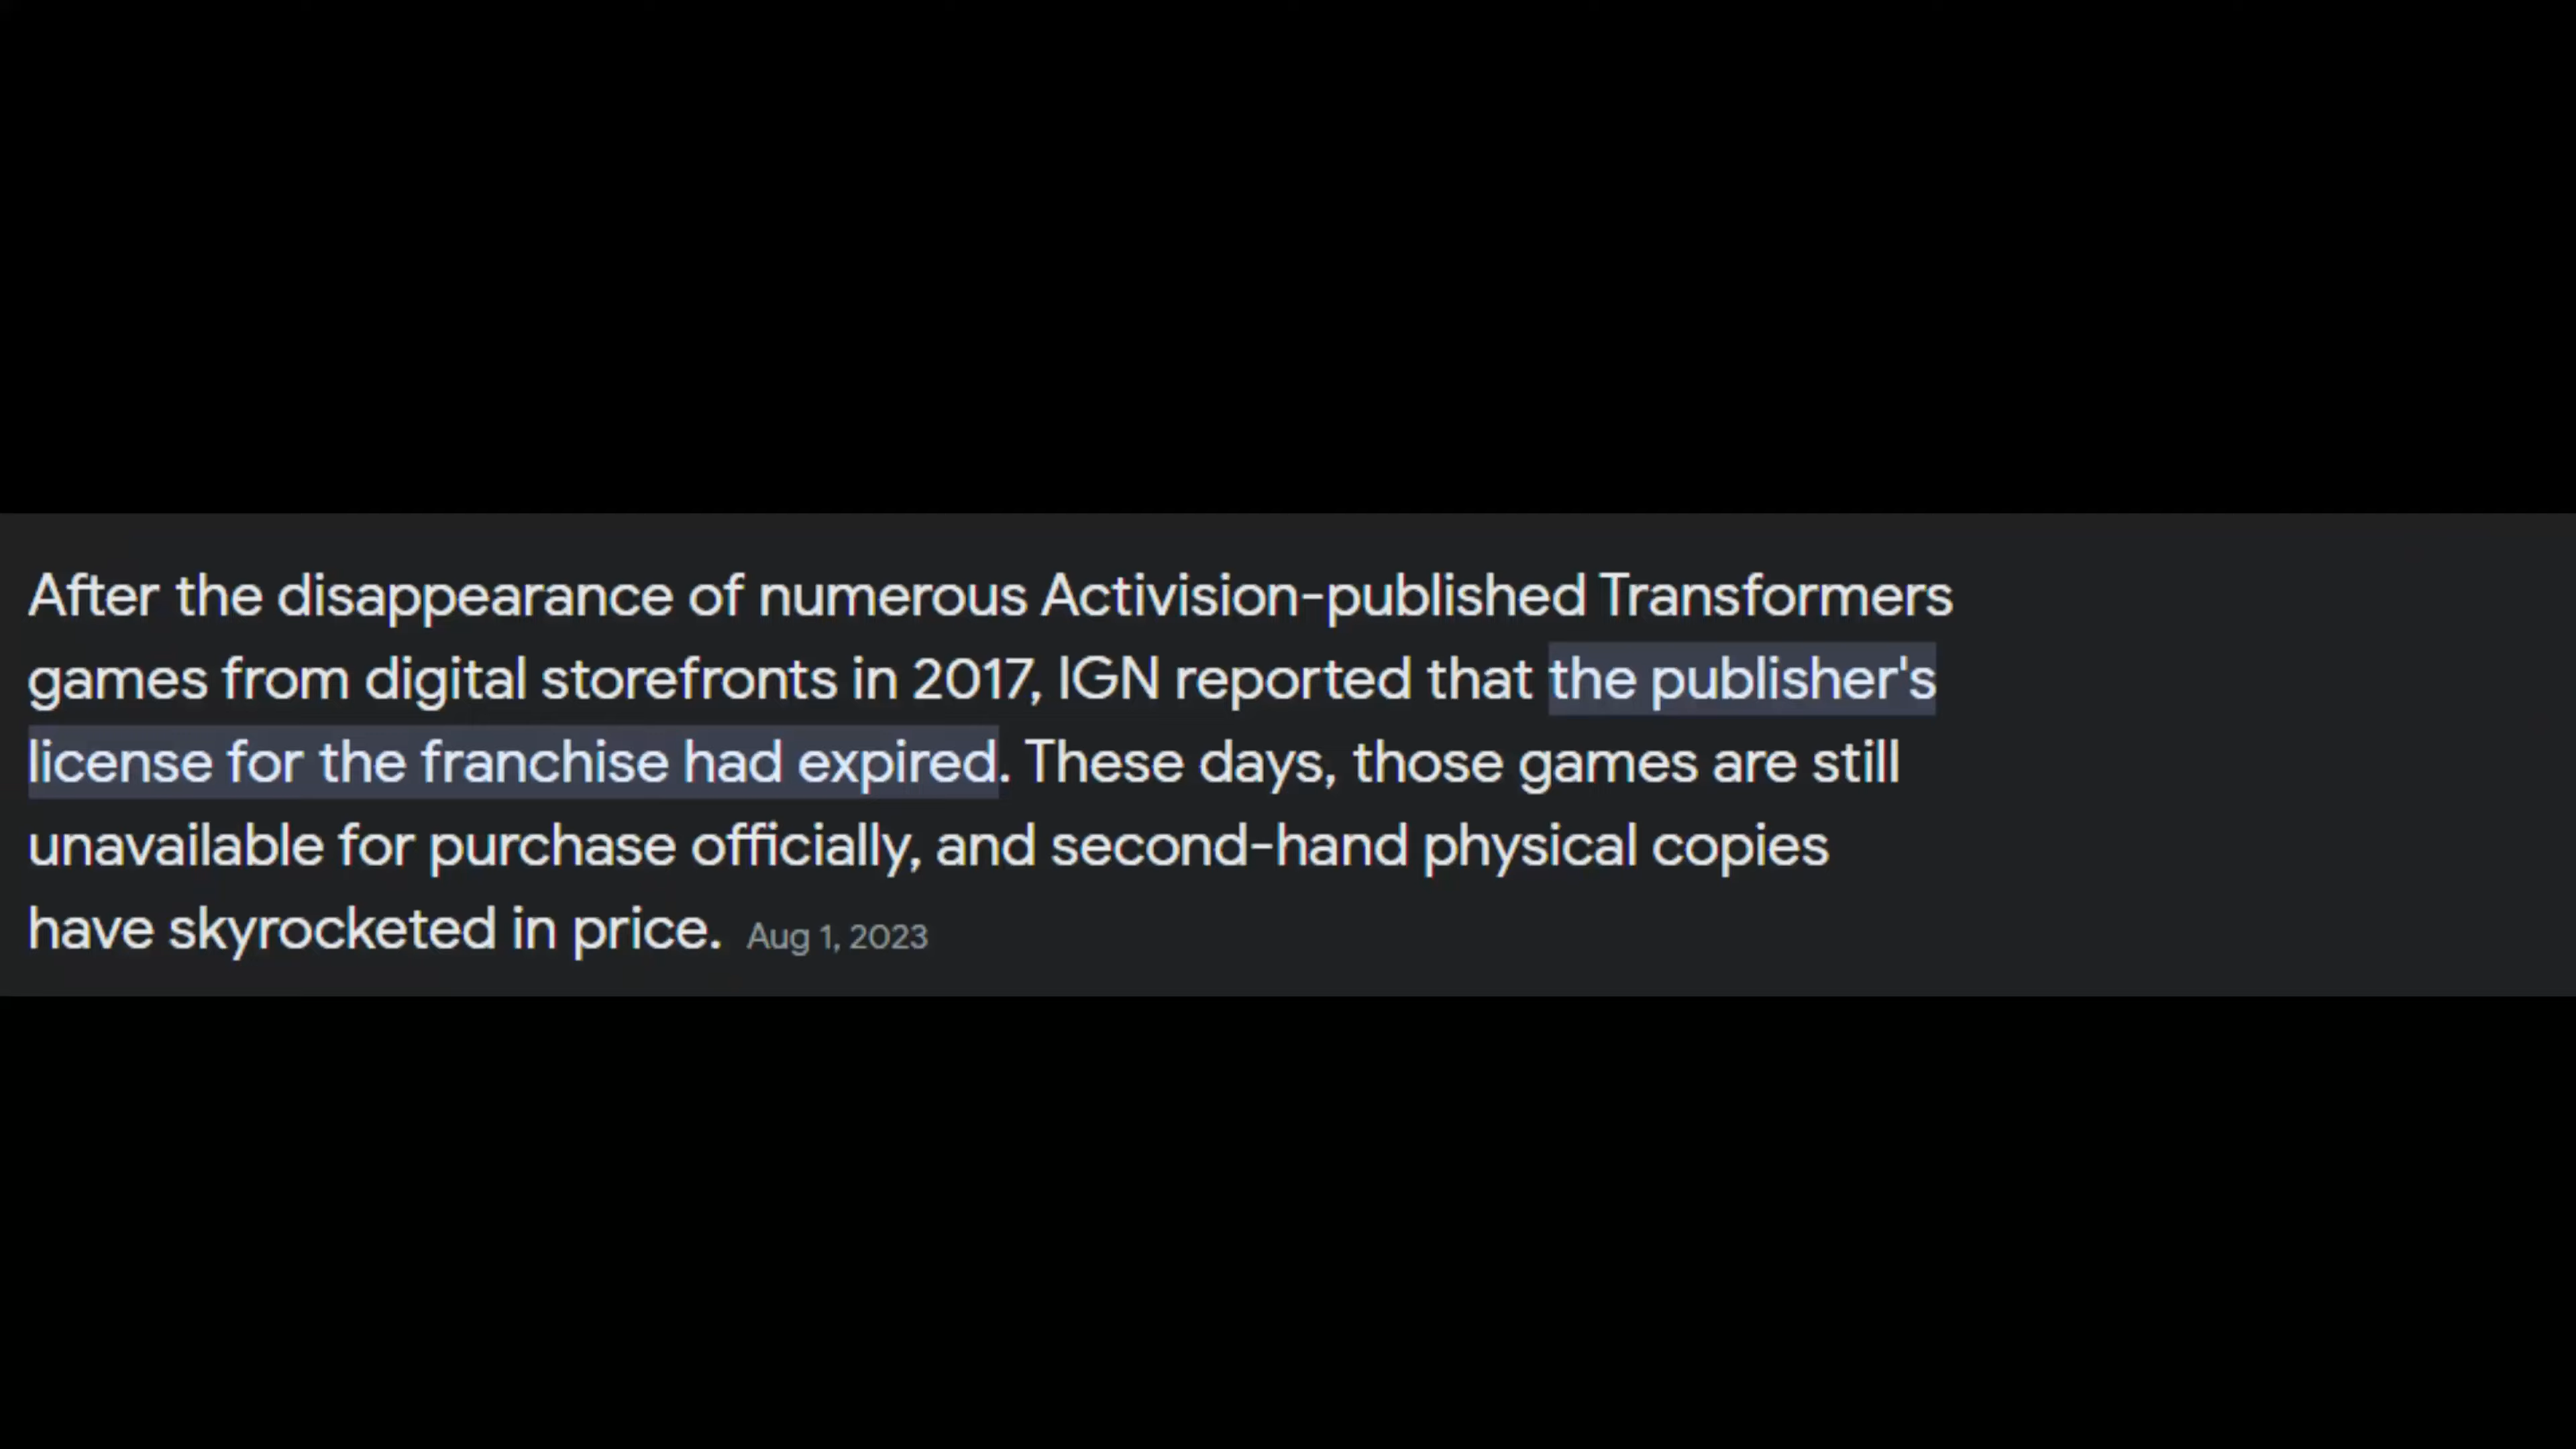 After the disappearance of numerous Activision-published Transformers
games from digital storefronts in 2017, IGN reported that the publisher's
license for the franchise had expired. These days, those games are still
unavailable for purchase officially, and second-hand physical copies
have skyrocketed in price. Aug 1, 2023